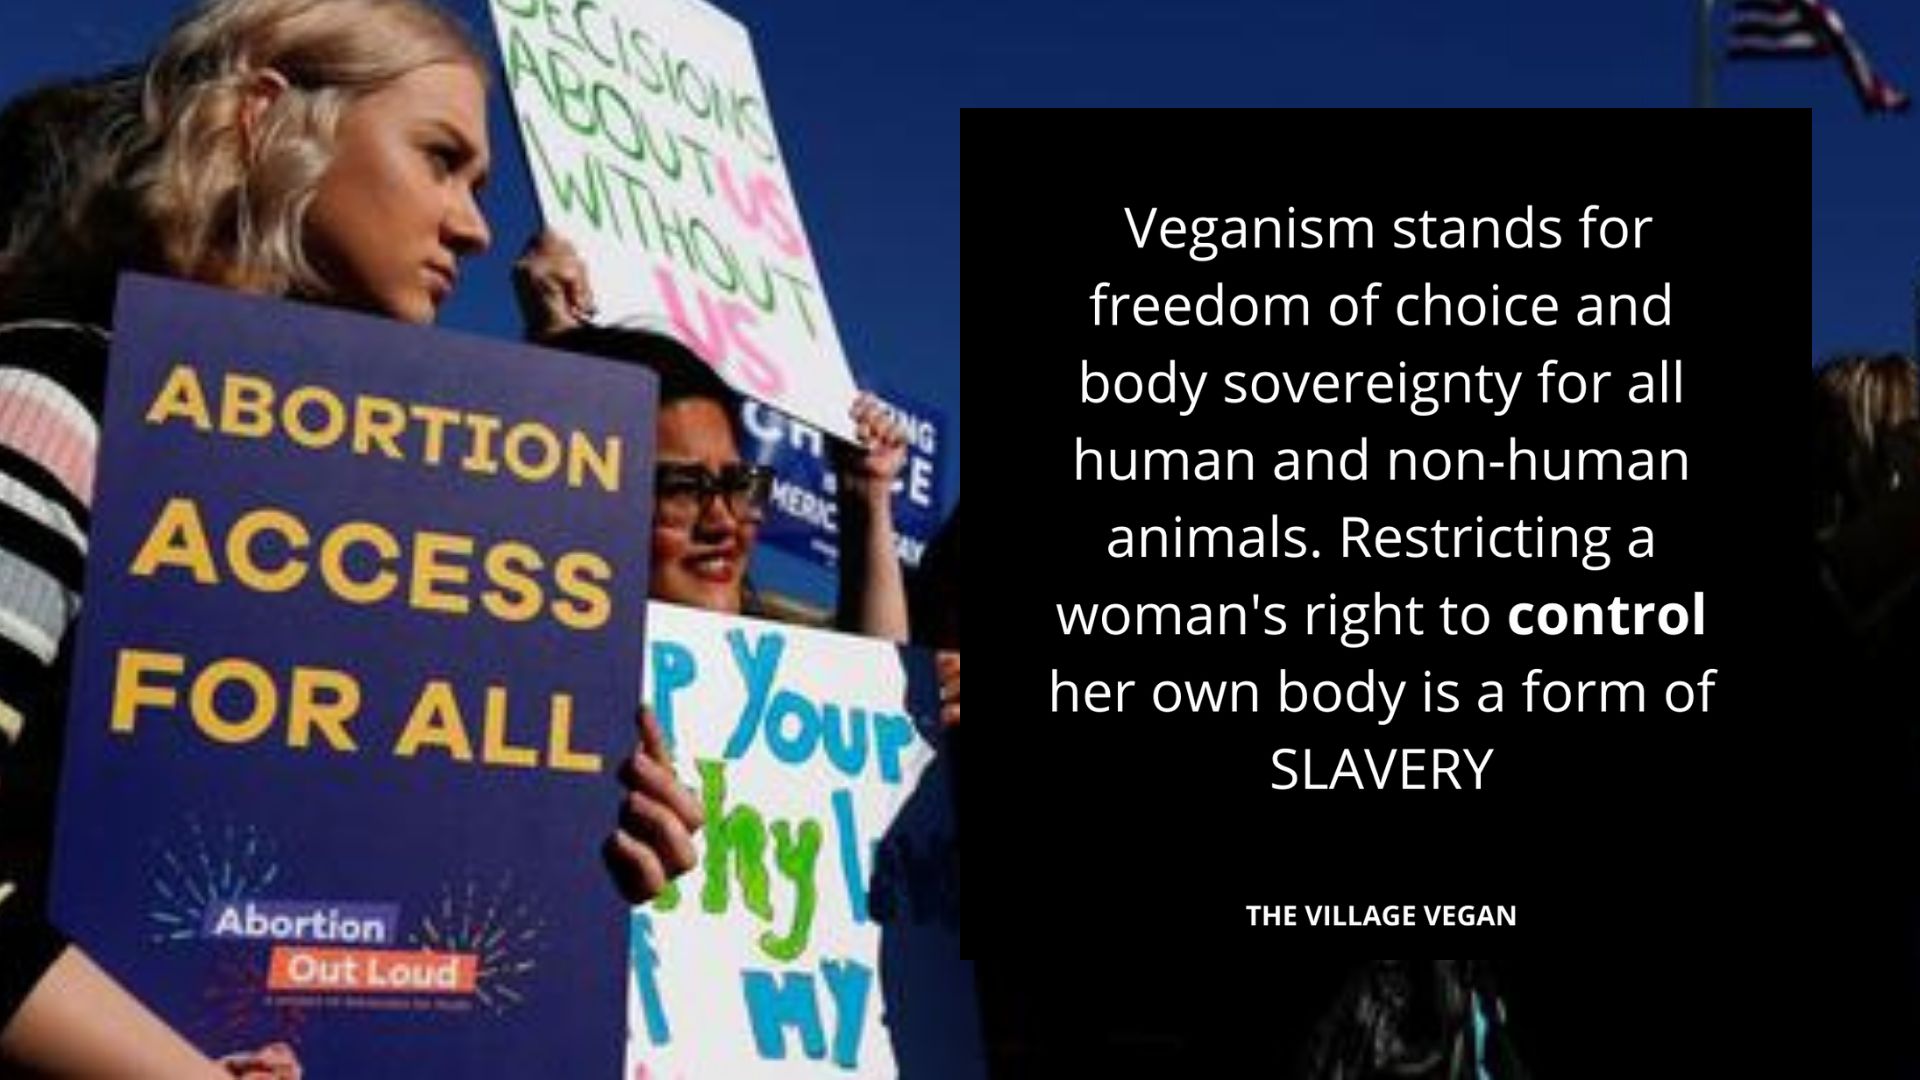 DECISIONS
ABOUT US
WITHOUT
US
ABORTION
ACCESS
FOR ALL
Abortion
Out Loud
YOUR
MY
Veganism stands for
freedom of choice and
body sovereignty for all
human and non-human
animals. Restricting a
woman's right to control
her own body is a form of
SLAVERY
THE VILLAGE VEGAN